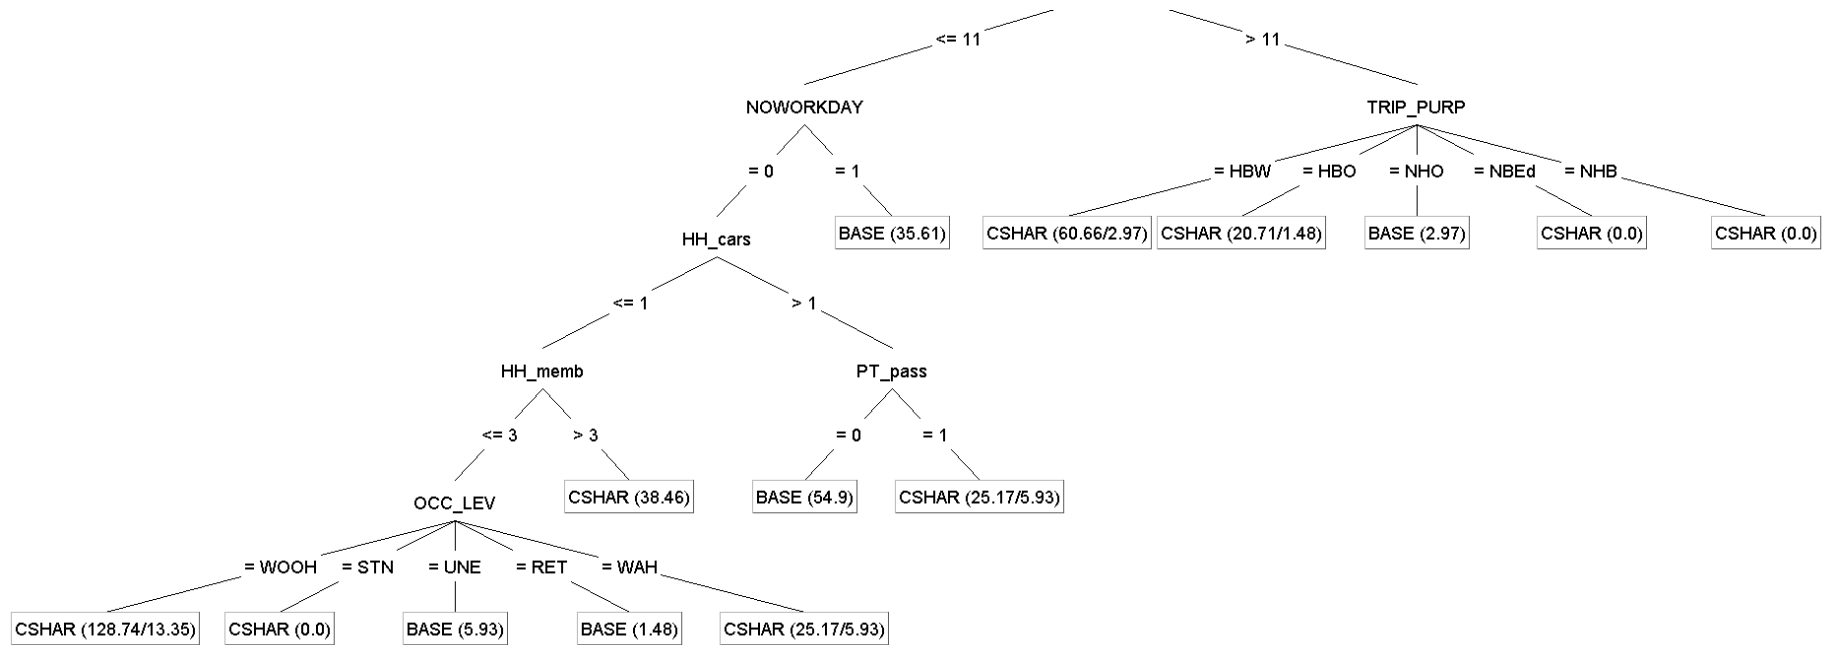 <= 11 > 11
NOWORKDAY TRIP_PURP
= 0 = 1 = HBW = HBO = NHO = NBEd = NHB
HH_cars BASE (35.61) CSHAR (60.66/2.97) CSHAR (20.71/1.48) BASE (2.97) CSHAR (0.0) CSHAR (0.0)
<= 1 > 1
HH_memb PT_pass
<= 3 > 3 = 0 = 1
OCC_LEV CSHAR (38.46) BASE (54.9) CSHAR (25.17/5.93)
= WOOH = STN = UNE = RET = WAH
CSHAR (128.74/13.35) CSHAR (0.0) BASE (5.93) BASE (1.48) CSHAR (25.17/5.93)